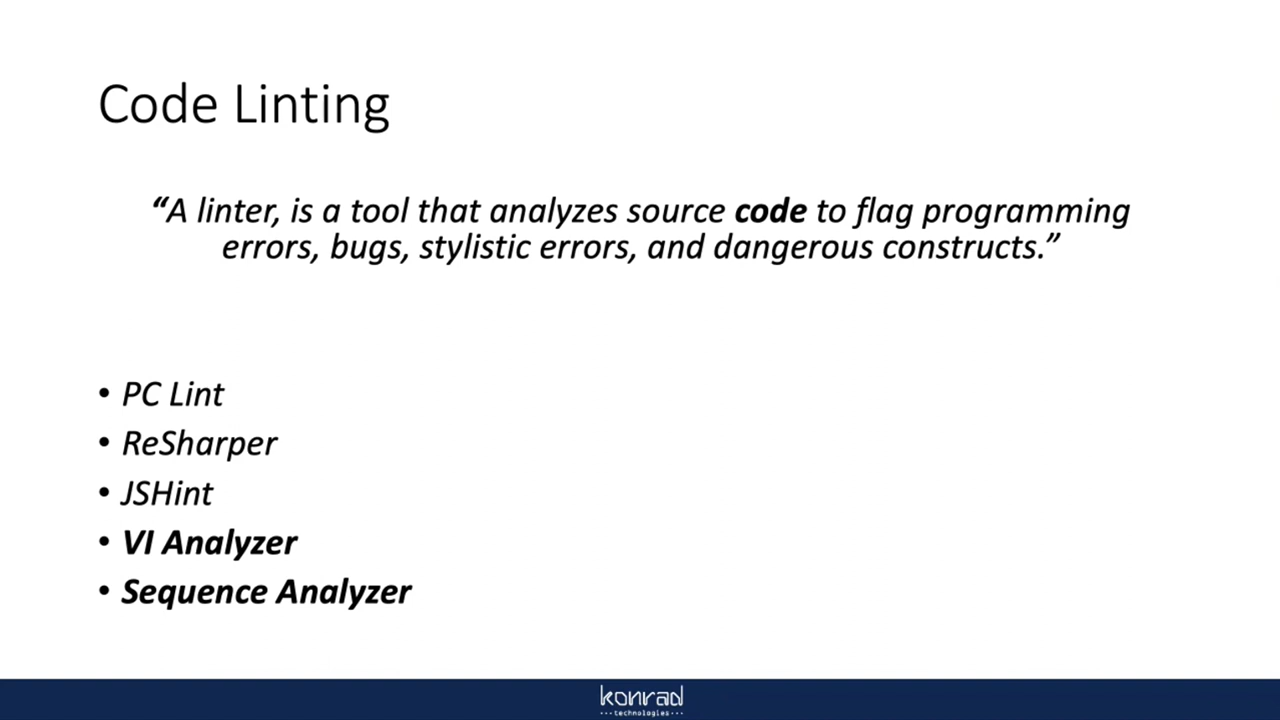 Code Linting
“A linter, is a tool that analyzes source code to flag programming
errors, bugs, stylistic errors, and dangerous constructs.”
• PC Lint
• ReSharper
• JSHint
• VI Analyzer
• Sequence Analyzer
konrad
···technologies···